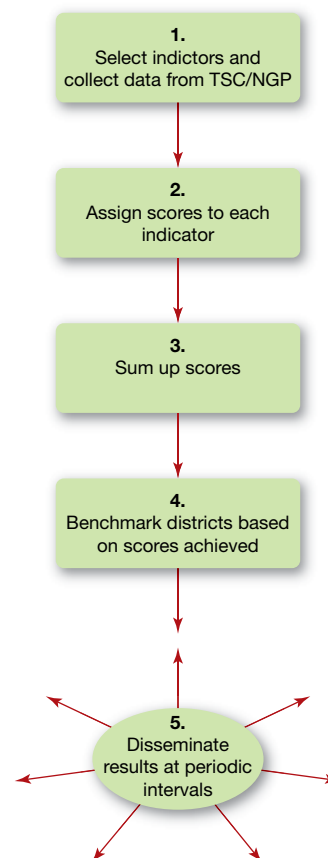 1.
Select indictors and
collect data from TSC/NGP
2.
Assign scores to each
indicator
3.
Sum up scores
4.
Benchmark districts based
on scores achieved
5.
Disseminate
results at periodic
intervals